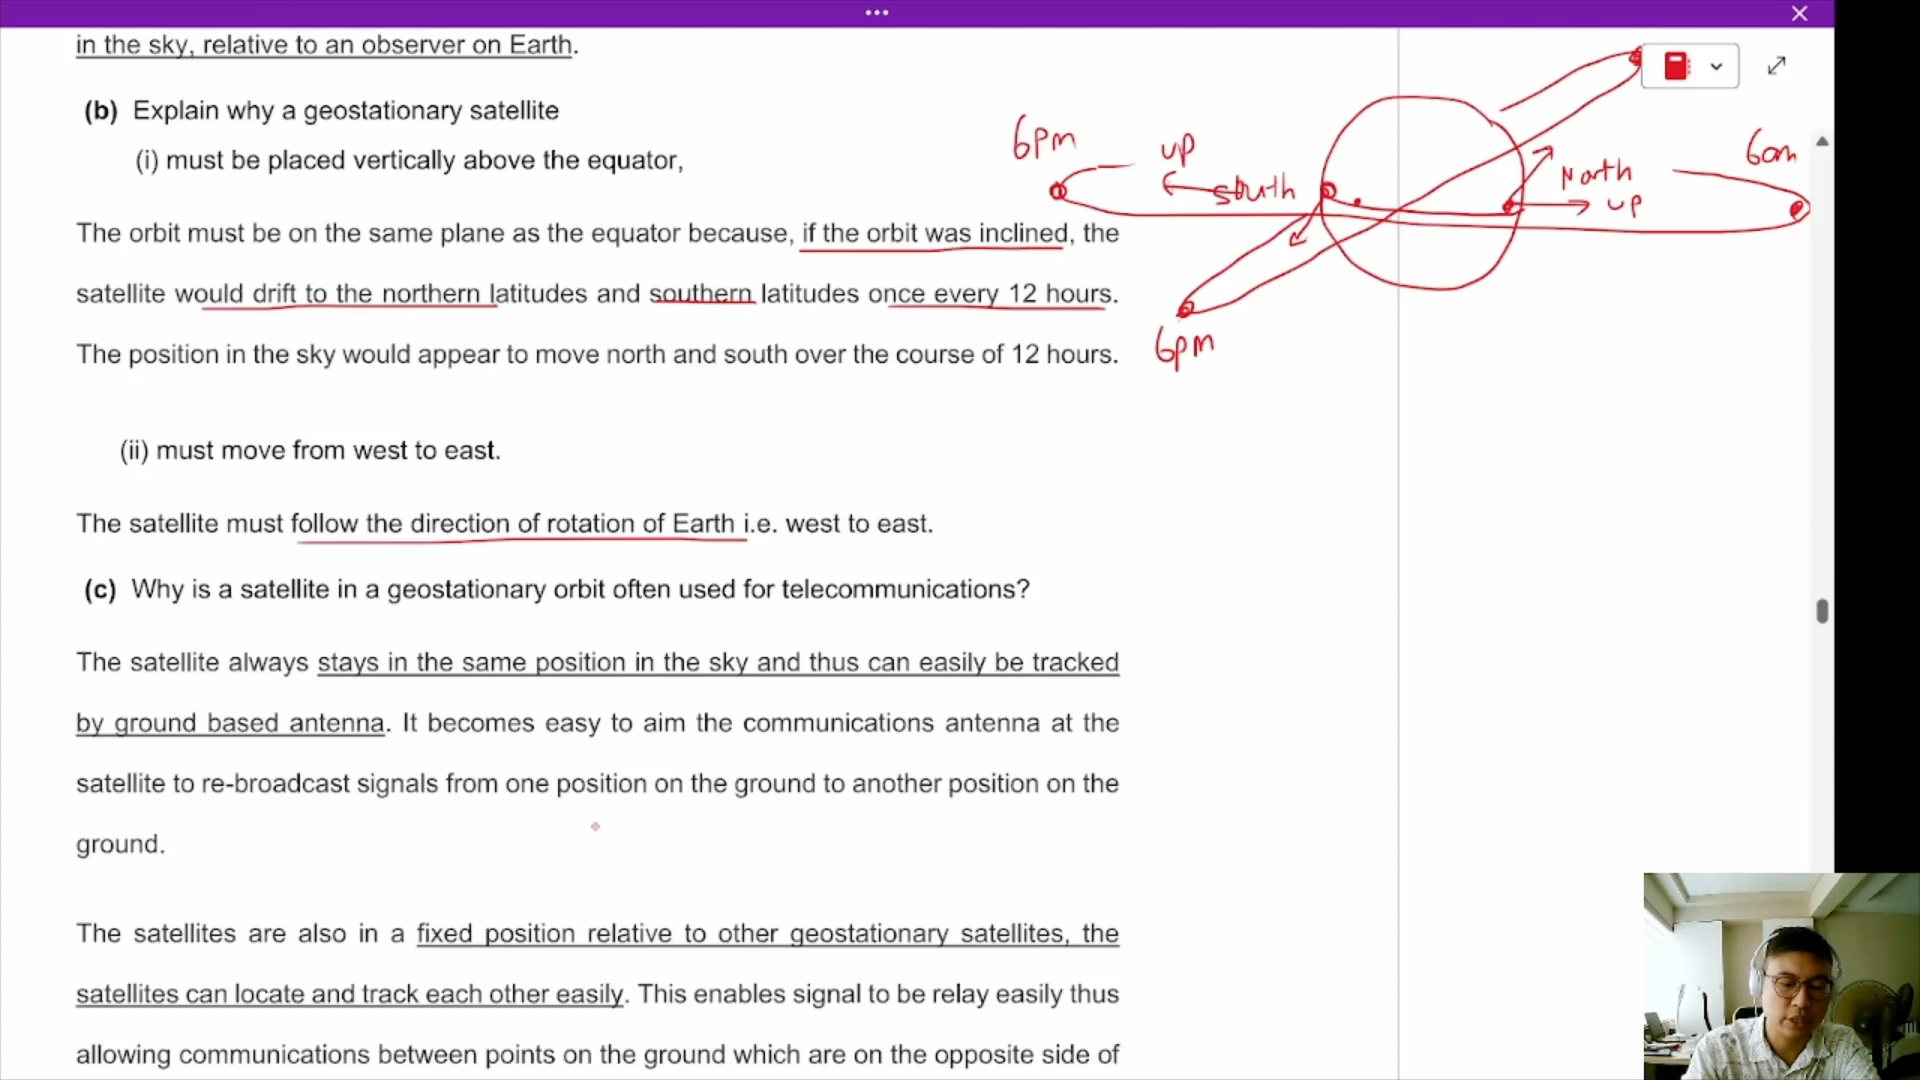 in the sky, relative to an observer on Earth.
(b) Explain why a geostationary satellite
(i) must be placed vertically above the equator,
The orbit must be on the same plane as the equator because, if the orbit was inclined, the
satellite would drift to the northern latitudes and southern latitudes once every 12 hours.
The position in the sky would appear to move north and south over the course of 12 hours.
(ii) must move from west to east.
The satellite must follow the direction of rotation of Earth i.e. west to east.
(c) Why is a satellite in a geostationary orbit often used for telecommunications?
The satellite always stays in the same position in the sky and thus can easily be tracked
by ground based antenna. It becomes easy to aim the communications antenna at the
satellite to re-broadcast signals from one position on the ground to another position on the
ground.
The satellites are also in a fixed position relative to other geostationary satellites, the
satellites can locate and track each other easily. This enables signal to be relay easily thus
allowing communications between points on the ground which are on the opposite side of
6pm
up
South
North
up
6am
6pm